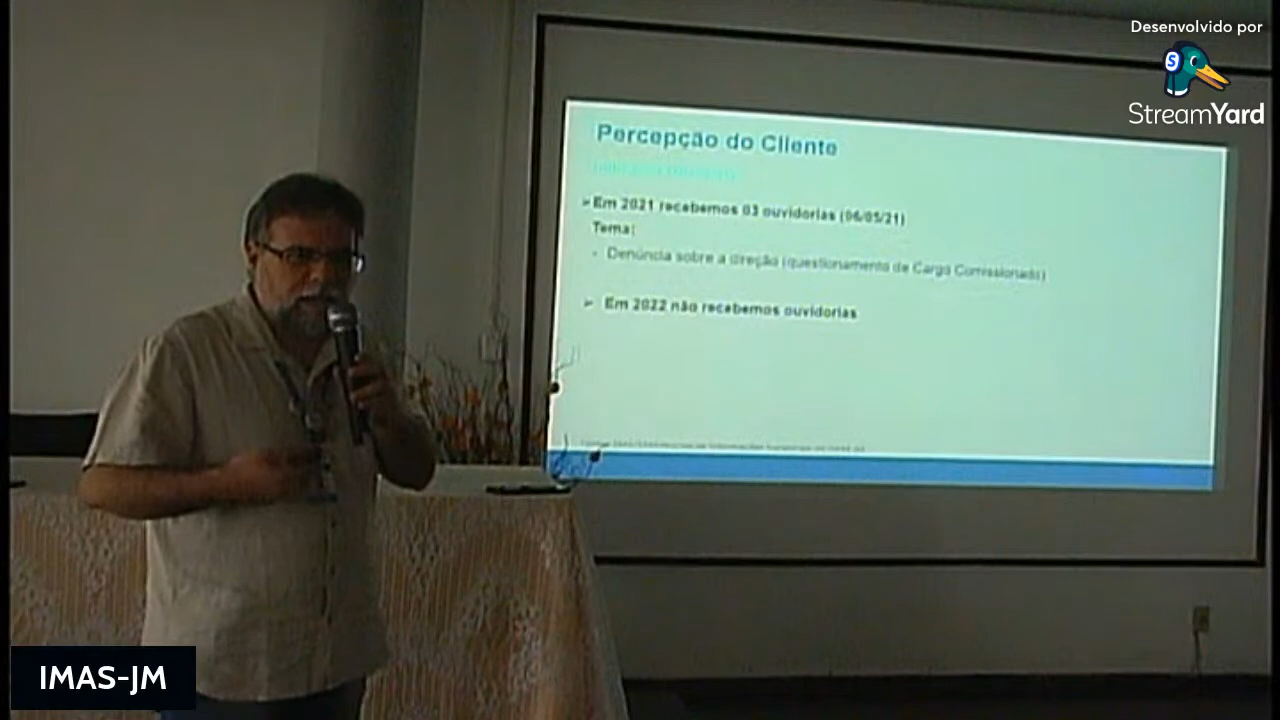 Desenvolvido por
StreamYard
Percepção do Cliente
➢ Em 2021 recebemos 03 ouvidorias (06/05/21)
Tema:
- Denúncia sobre a direção (questionamento de Cargo Comissionado)
➢ Em 2022 não recebemos ouvidorias
IMAS-JM